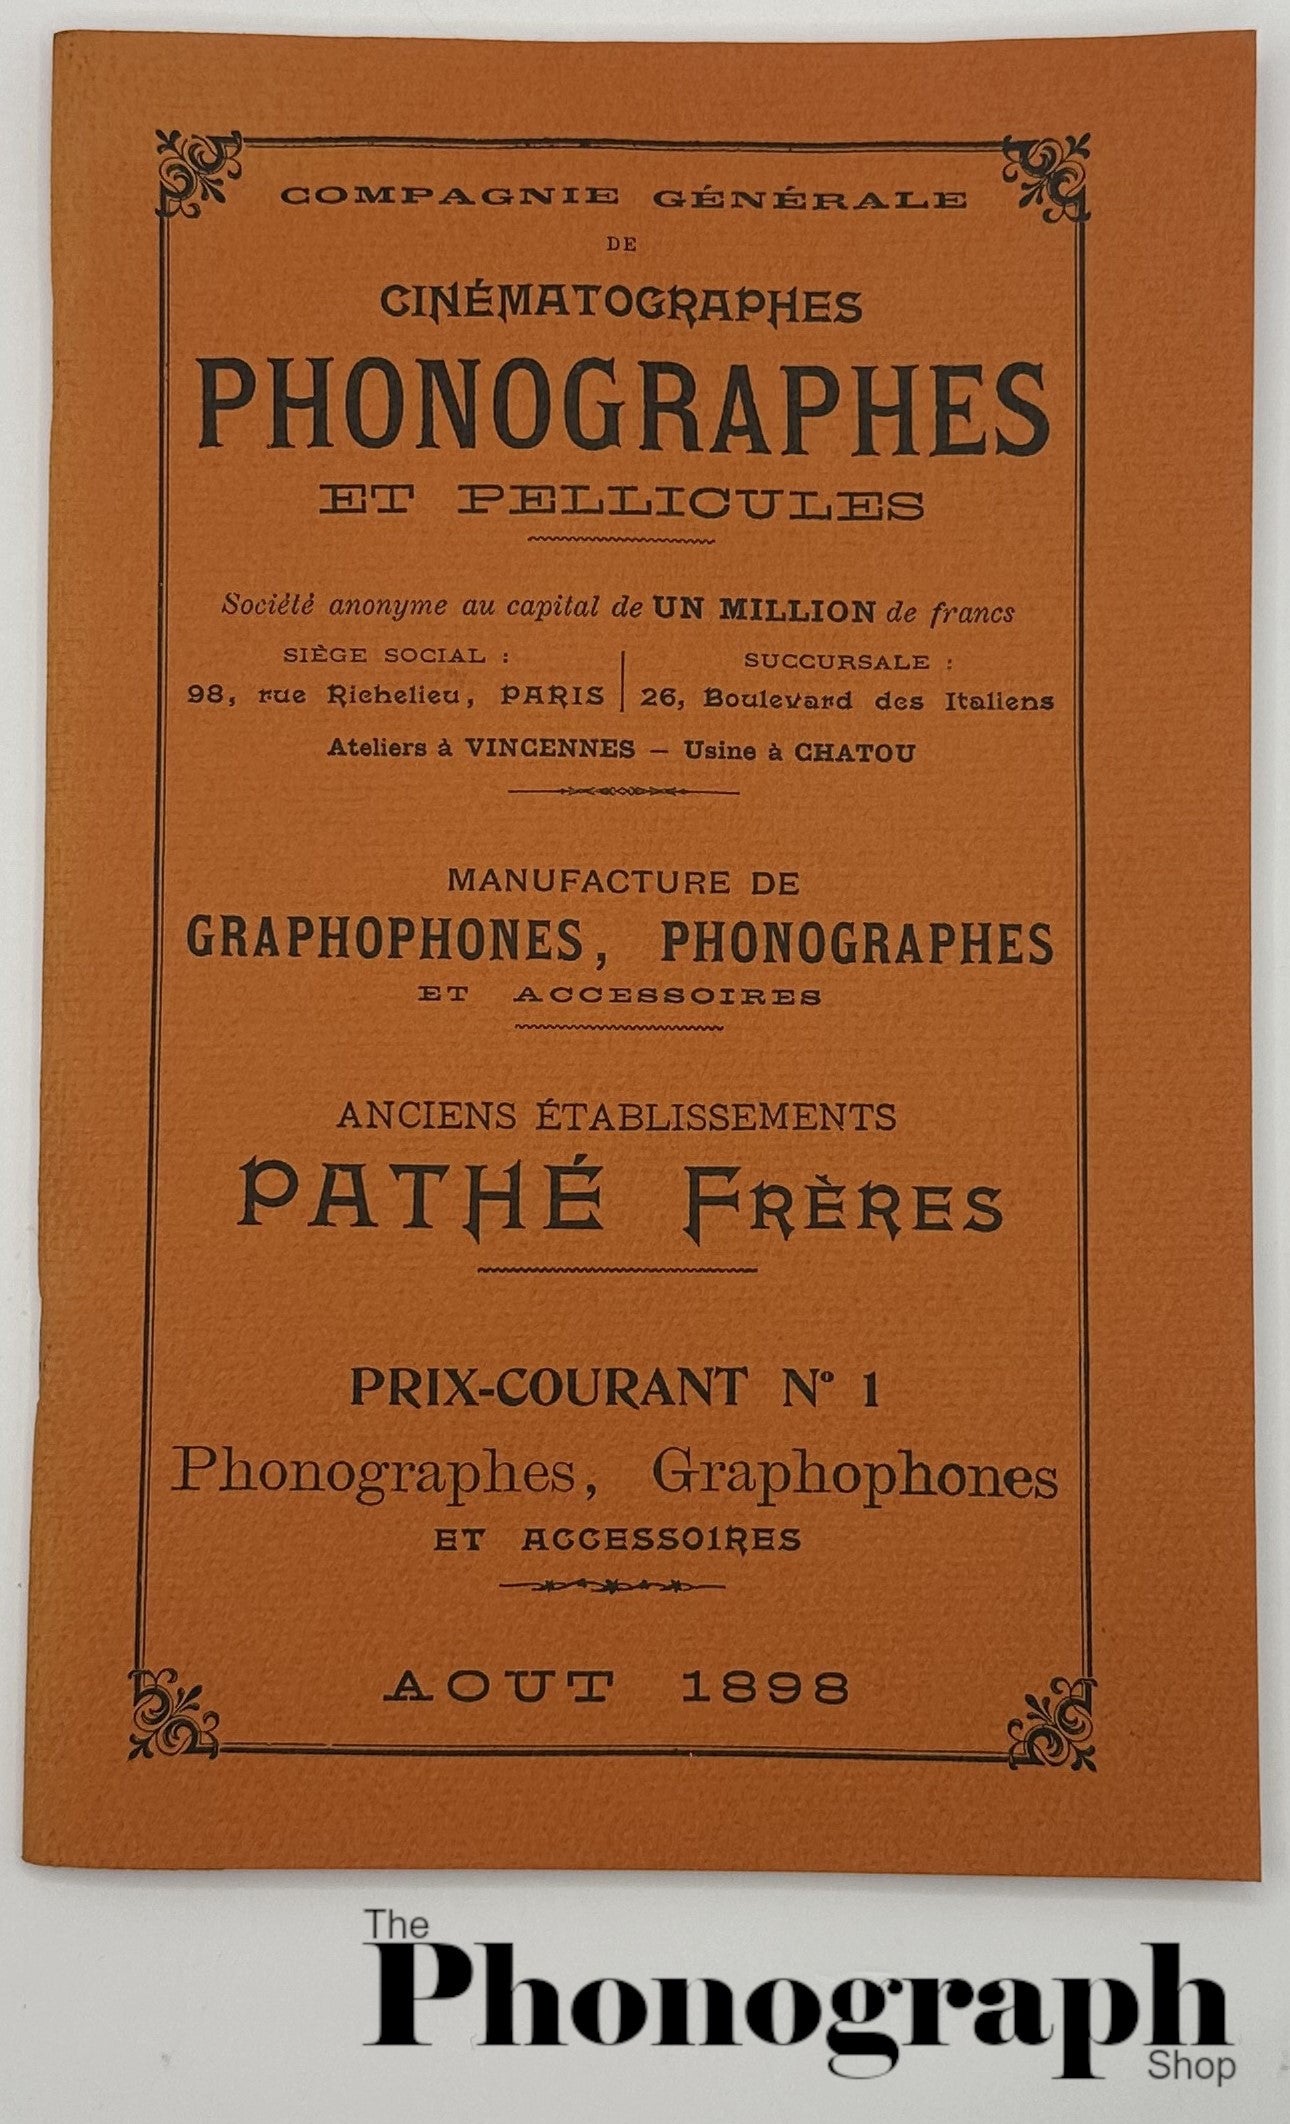 COMPAGNIE GÉNÉRALE
DE
CINÉMATOGRAPHES
PHONOGRAPHES
ET PELLICULES
Société anonyme au capital de UN MILLION de francs
SIÈGE SOCIAL :
98, rue Richelieu, PARIS
SUCCURSALE :
26, Boulevard des Italiens
Ateliers à VINCENNES — Usine à CHATOU
MANUFACTURE DE
GRAPHOPHONES, PHONOGRAPHES
ET ACCESSOIRES
ANCIENS ÉTABLISSEMENTS
PATHÉ FRÈRES
PRIX-COURANT Nº 1
Phonographes, Graphophones
ET ACCESSOIRES
AOUT 1898
The
Phonograph
Shop